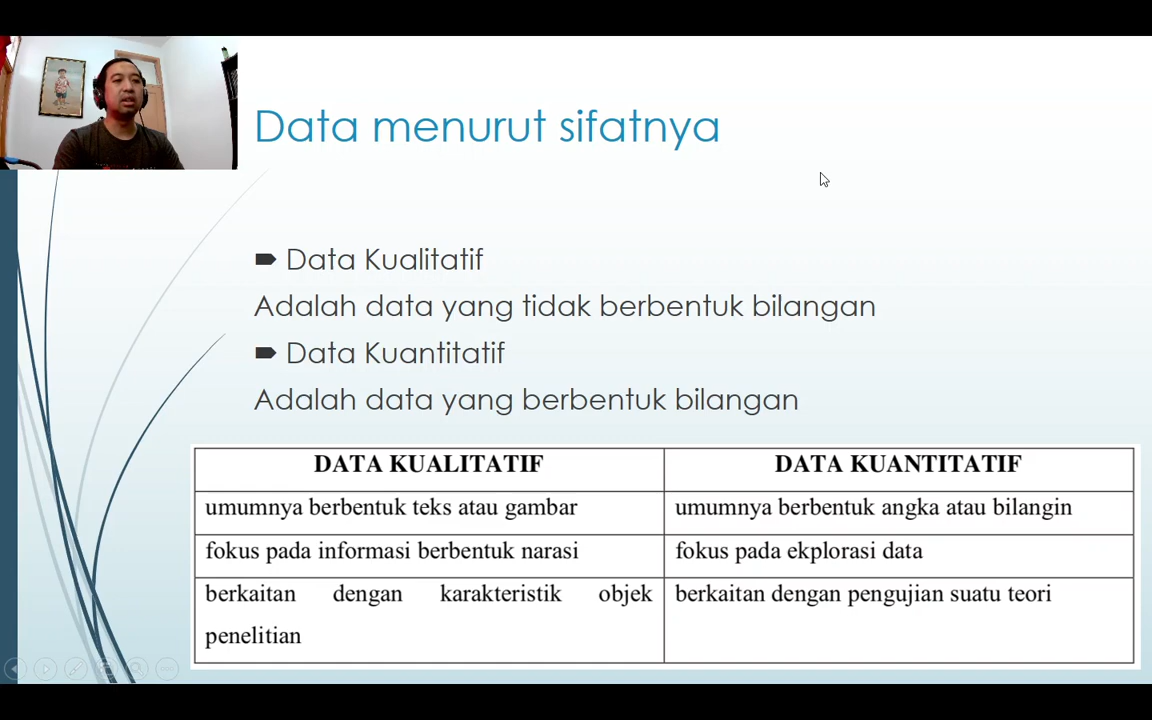 Data menurut sifatnya
Data Kualitatif
Adalah data yang tidak berbentuk bilangan
Data Kuantitatif
Adalah data yang berbentuk bilangan
DATA KUALITATIF
DATA KUANTITATIF
umumnya berbentuk teks atau gambar
umumnya berbentuk angka atau bilangin
fokus pada informasi berbentuk narasi
fokus pada ekplorasi data
berkaitan dengan karakteristik objek
penelitian
berkaitan dengan pengujian suatu teori